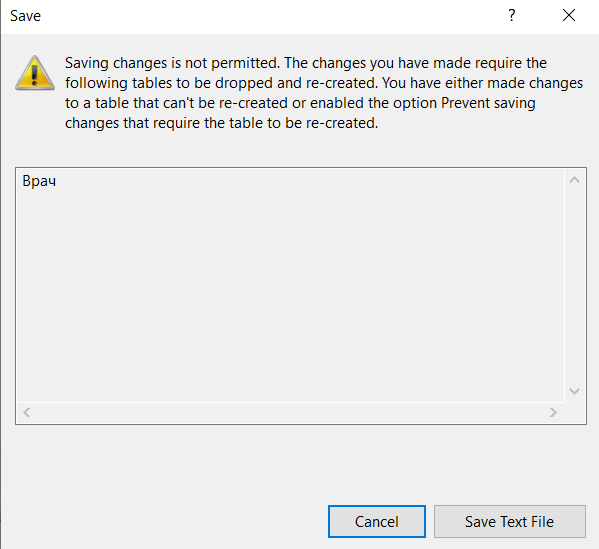 Save
?
Saving changes is not permitted. The changes you have made require the
following tables to be dropped and re-created. You have either made changes
to a table that can't be re-created or enabled the option Prevent saving
changes that require the table to be re-created.
Врач
Cancel
Save Text File